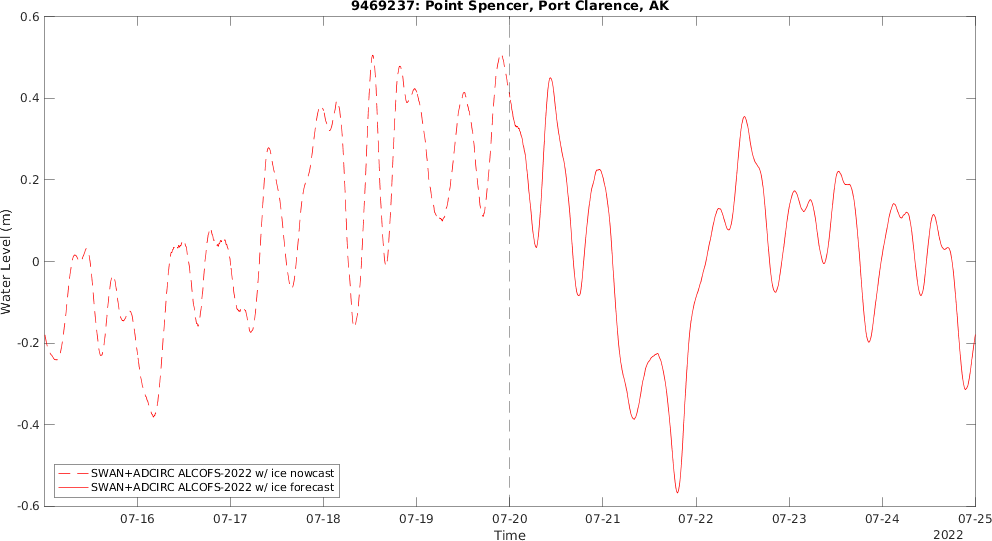 9469237: Point Spencer, Port Clarence, AK
0.6
0.4
0.2
0
-0.2
-0.4
-0.6
Water Level (m)
SWAN+ADCIRC ALCOFS-2022 w/ ice nowcast
SWAN+ADCIRC ALCOFS-2022 w/ ice forecast
07-16 07-17 07-18 07-19 07-20 07-21 07-22 07-23 07-24 07-25
Time
2022